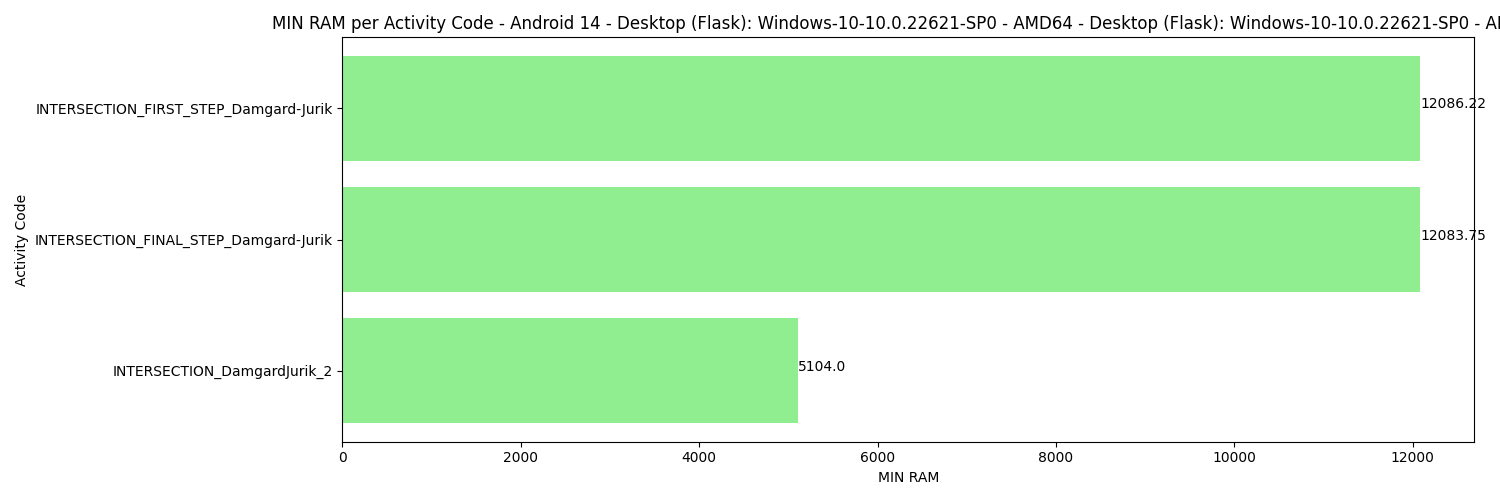 MIN RAM per Activity Code - Android 14 - Desktop (Flask): Windows-10-10.0.22621-SP0 - AMD64 - Desktop (Flask): Windows-10-10.0.22621-SP0 -
INTERSECTION_FIRST_STEP_Damgard-Jurik
12086.22
INTERSECTION_FINAL_STEP_Damgard-Jurik
12083.75
INTERSECTION_DamgardJurik_2
5104.0
Activity Code
0 2000 4000 6000 8000 10000 12000
MIN RAM